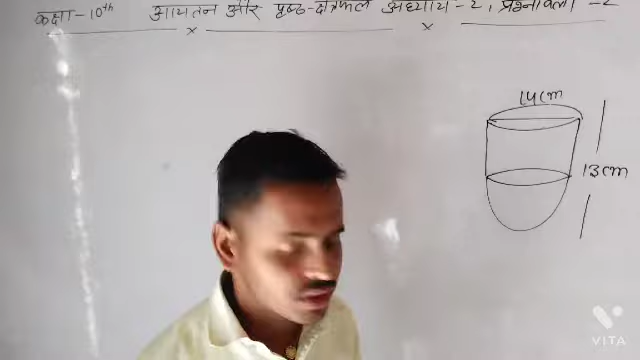 कक्षा-10th आयतन और पृष्ठ-क्षेत्रफल अध्याय-2, प्रश्नावली -2
14cm
13cm
VITA